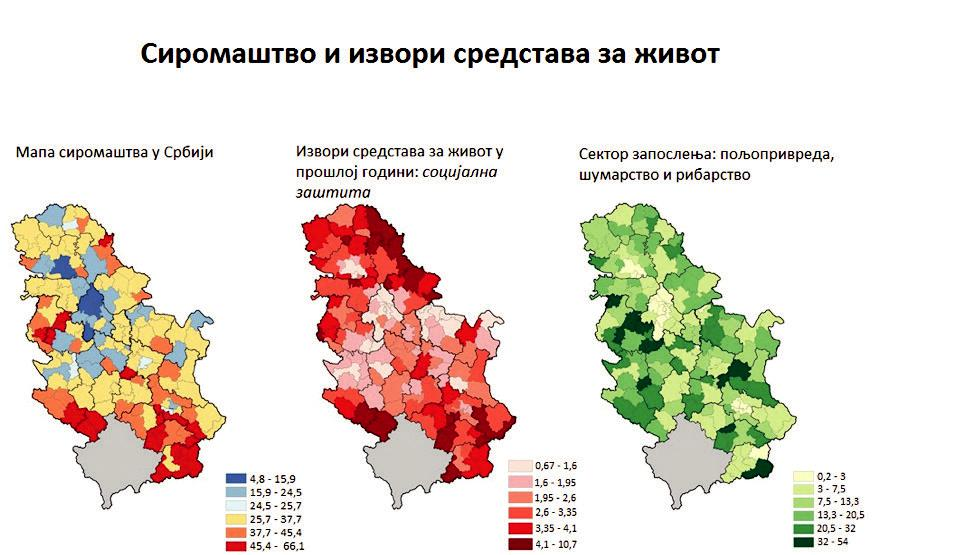 Сиромаштво и извори средстава за живот
Мапа сиромаштва у Србији
Извори средстава за живот у
прошлој години: социјална
заштита
Сектор запослења: пољопривреда,
шумарство и рибарство
4,8 - 15,9
15,9 - 24,5
24,5 - 25,7
25,7 - 37,7
37,7 - 45,4
45,4 - 66,1
0,67 - 1,6
1,6 - 1,95
1,95 - 2,6
2,6 - 3,35
3,35 - 4,1
4,1 - 10,7
0,2 - 3
3 - 7,5
7,5 - 13,3
13,3 - 20,5
20,5 - 32
32 - 54